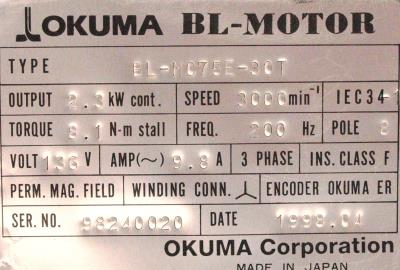 OKUMA BL-MOTOR
TYPE BL-MC75E-30T
OUTPUT 2.3 kW cont. SPEED 3000 min-1 IEC34-1
TORQUE 8.1 N-m stall FREQ. 200 Hz POLE 8
VOLT 136 V AMP(~) 9.8 A 3 PHASE INS. CLASS F
PERM. MAG. FIELD WINDING CONN. ENCODER OKUMA ER
SER. NO. 98240020 DATE 1998.04
OKUMA Corporation
MADE IN JAPAN